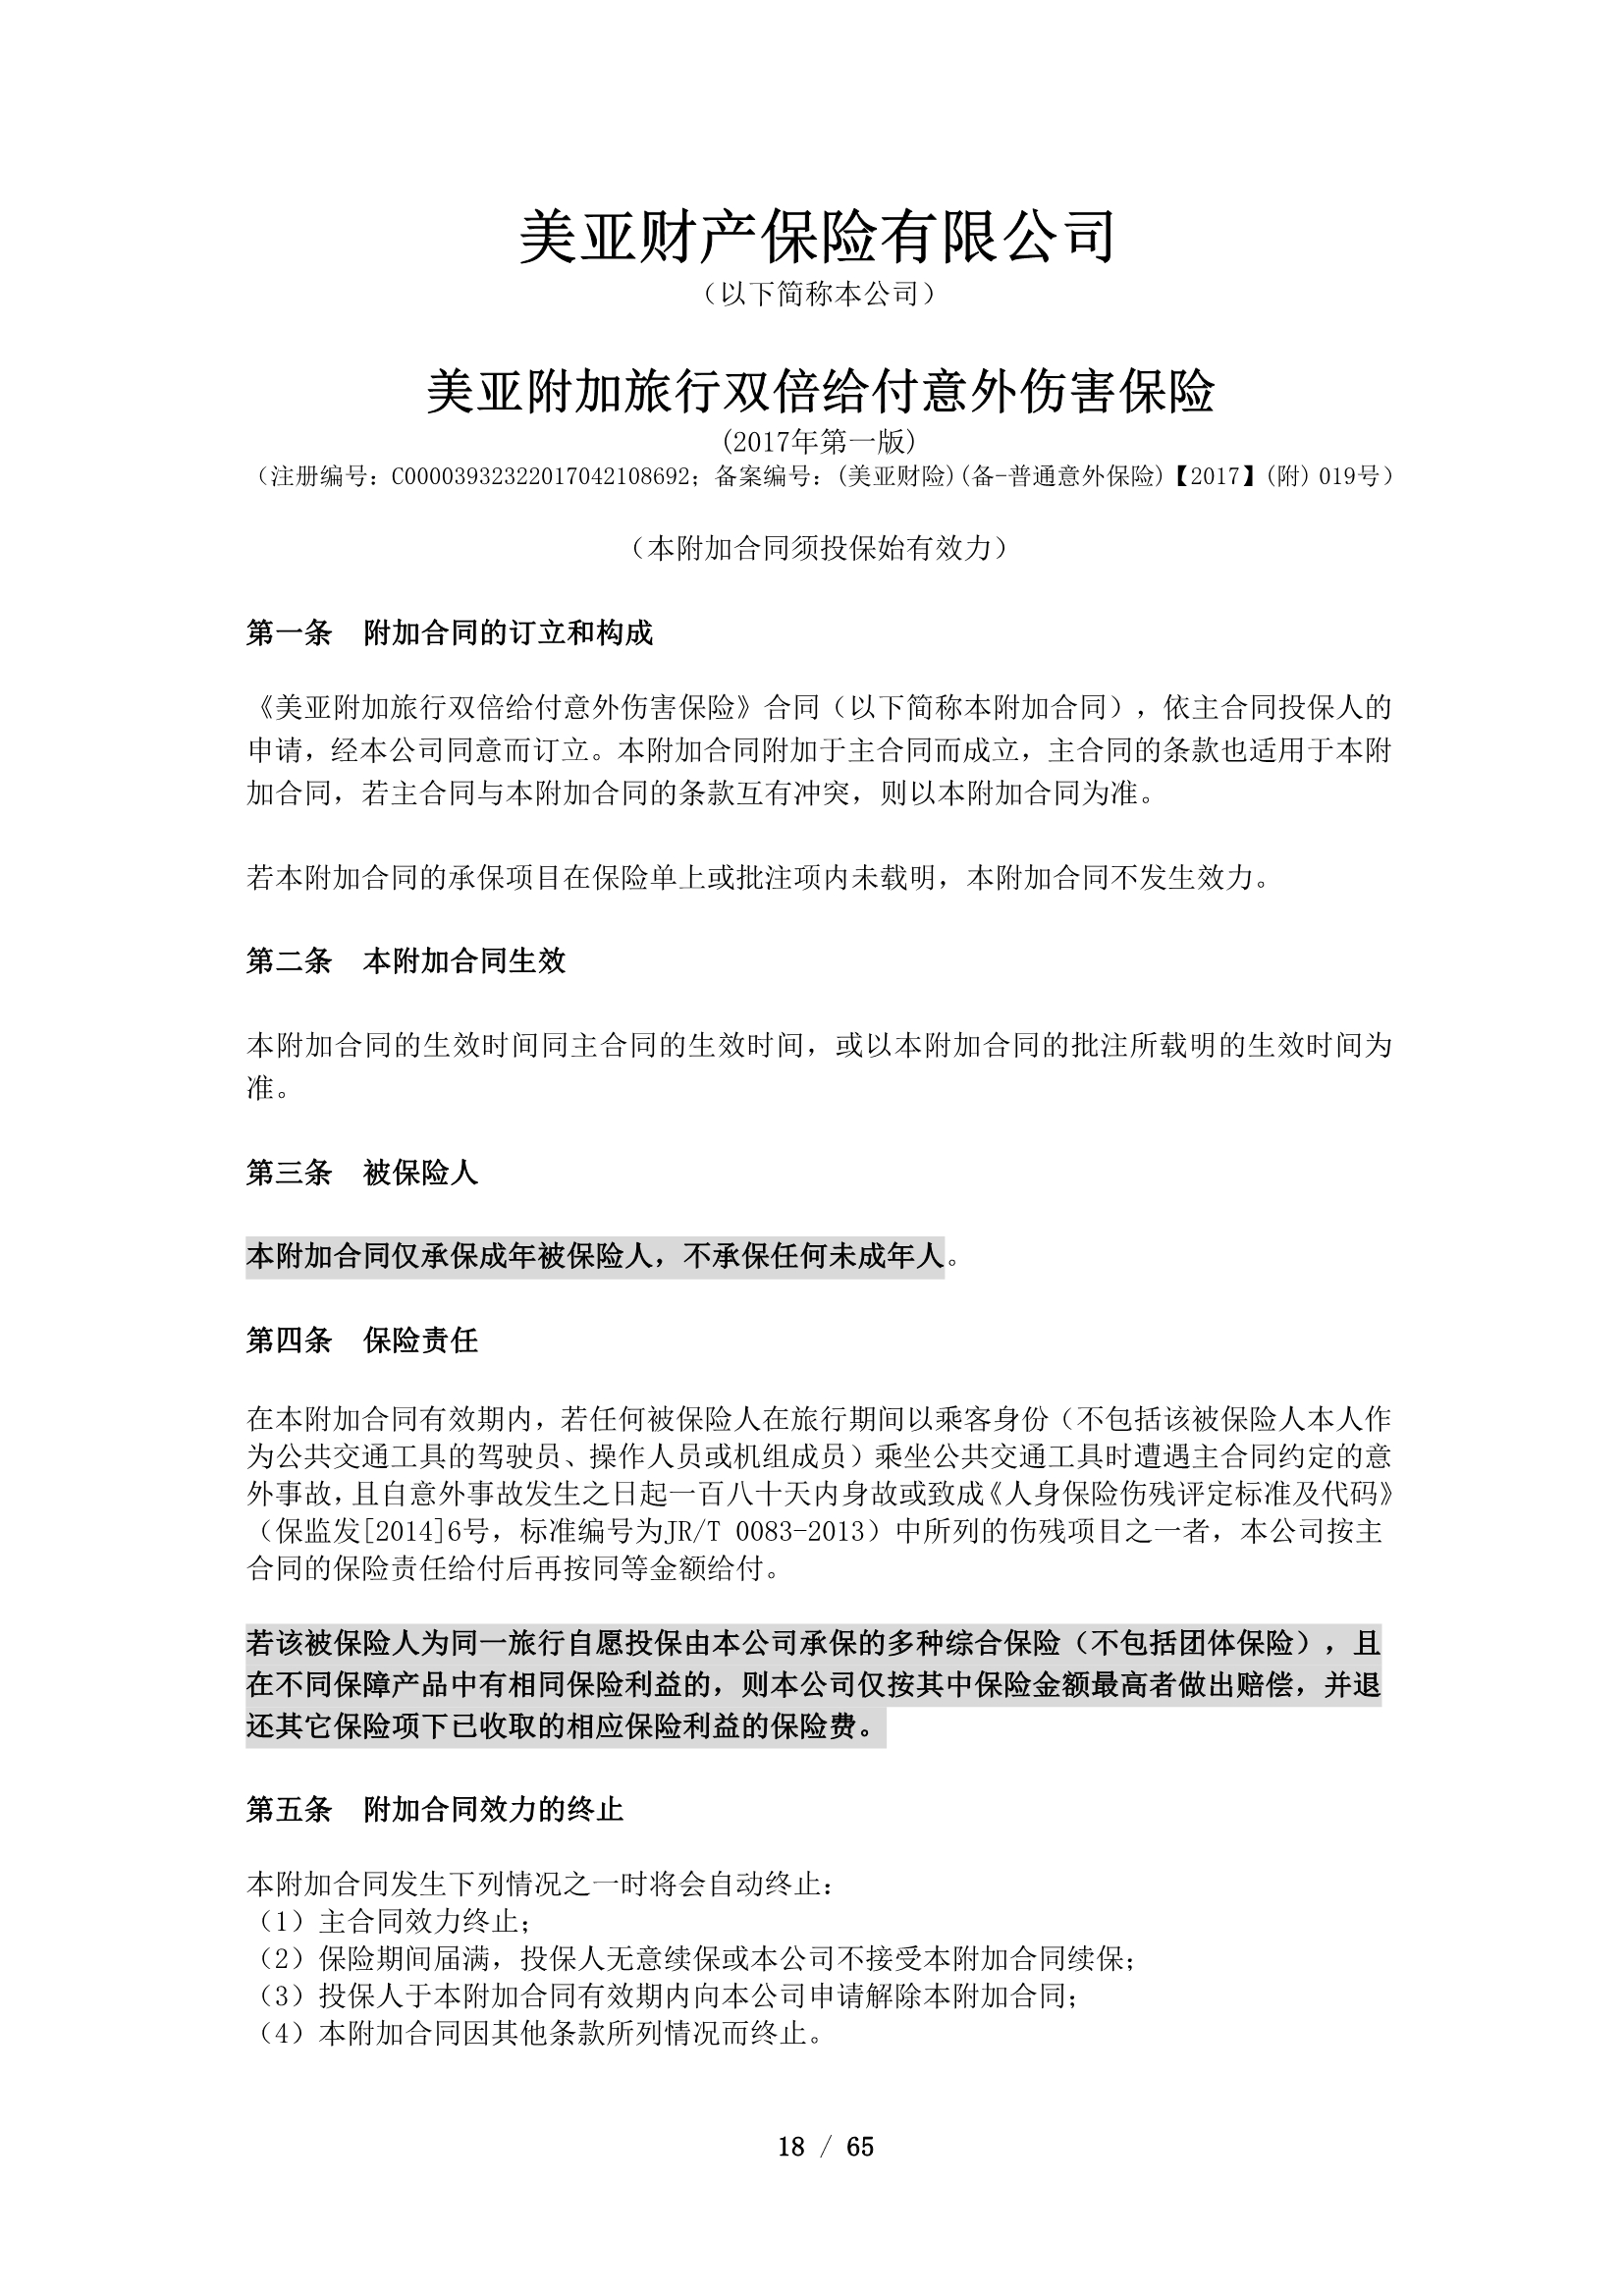 美亚财产保险有限公司
（以下简称本公司）
美亚附加旅行双倍给付意外伤害保险
(2017年第一版)
（注册编号：C00003932322017042108692；备案编号：(美亚财险)(备-普通意外保险)【2017】(附) 019号）
（本附加合同须投保始有效力）
第一条　附加合同的订立和构成
《美亚附加旅行双倍给付意外伤害保险》合同（以下简称本附加合同），依主合同投保人的
申请，经本公司同意而订立。本附加合同附加于主合同而成立，主合同的条款也适用于本附
加合同，若主合同与本附加合同的条款互有冲突，则以本附加合同为准。
若本附加合同的承保项目在保险单上或批注项内未载明，本附加合同不发生效力。
第二条　本附加合同生效
本附加合同的生效时间同主合同的生效时间，或以本附加合同的批注所载明的生效时间为
准。
第三条　被保险人
本附加合同仅承保成年被保险人，不承保任何未成年人。
第四条　保险责任
在本附加合同有效期内，若任何被保险人在旅行期间以乘客身份（不包括该被保险人本人作
为公共交通工具的驾驶员、操作人员或机组成员）乘坐公共交通工具时遭遇主合同约定的意
外事故，且自意外事故发生之日起一百八十天内身故或致成《人身保险伤残评定标准及代码》
（保监发[2014]6号，标准编号为JR/T 0083-2013）中所列的伤残项目之一者，本公司按主
合同的保险责任给付后再按同等金额给付。
若该被保险人为同一旅行自愿投保由本公司承保的多种综合保险（不包括团体保险），且
在不同保障产品中有相同保险利益的，则本公司仅按其中保险金额最高者做出赔偿，并退
还其它保险项下已收取的相应保险利益的保险费。
第五条　附加合同效力的终止
本附加合同发生下列情况之一时将会自动终止：
（1）主合同效力终止；
（2）保险期间届满，投保人无意续保或本公司不接受本附加合同续保；
（3）投保人于本附加合同有效期内向本公司申请解除本附加合同；
（4）本附加合同因其他条款所列情况而终止。
18 / 65